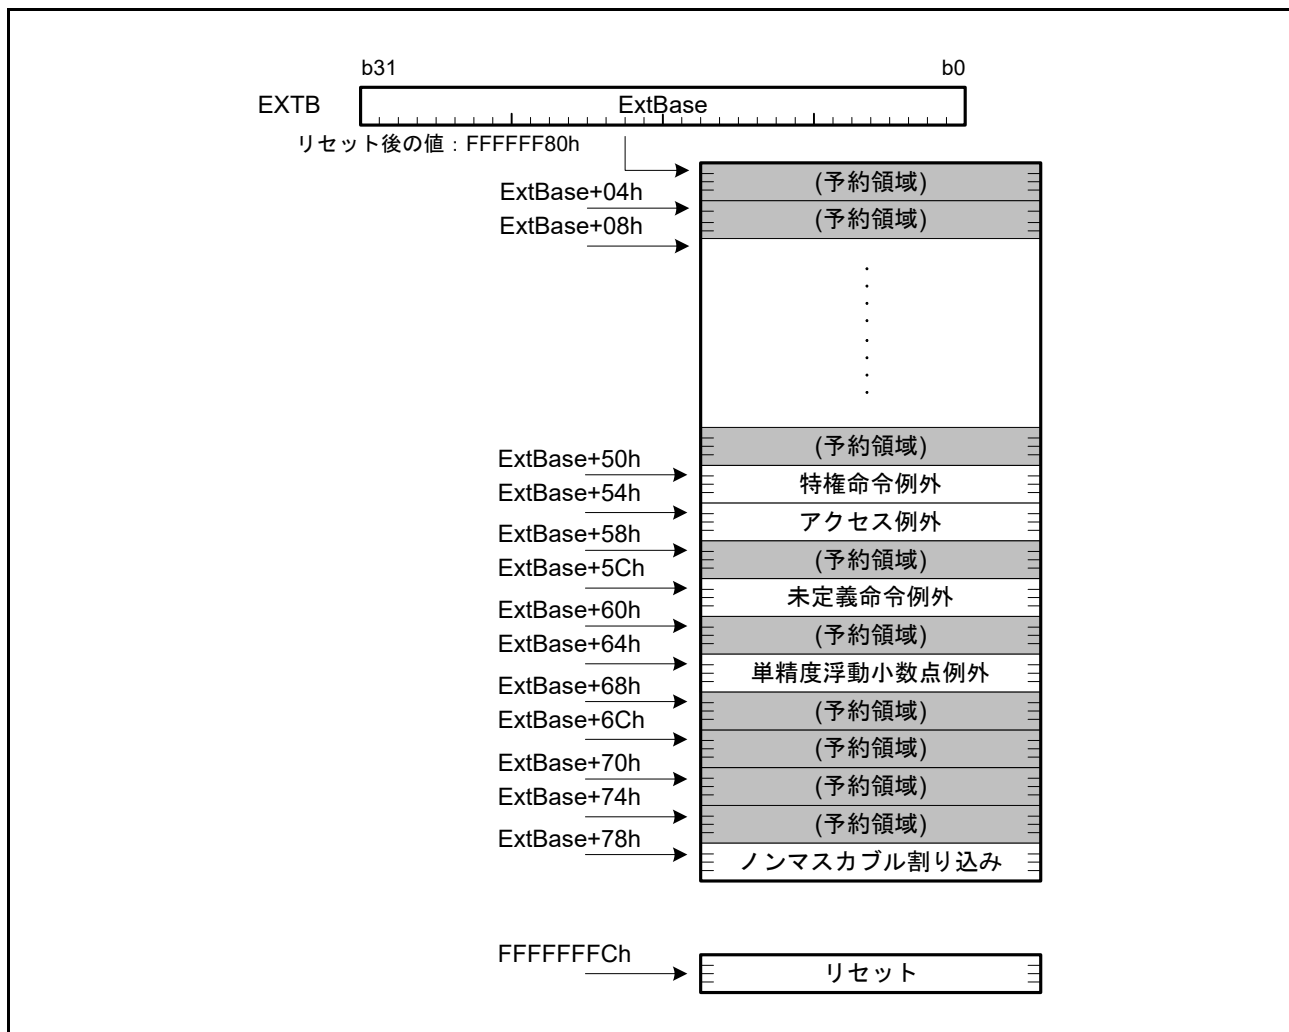 b31 b0
EXTB ExtBase
リセット後の値：FFFFFF80h
(予約領域)
ExtBase+04h
(予約領域)
ExtBase+08h
(予約領域)
ExtBase+50h
特権命令例外
ExtBase+54h
アクセス例外
ExtBase+58h
(予約領域)
ExtBase+5Ch
未定義命令例外
ExtBase+60h
(予約領域)
ExtBase+64h
単精度浮動小数点例外
ExtBase+68h
(予約領域)
ExtBase+6Ch
(予約領域)
ExtBase+70h
(予約領域)
ExtBase+74h
(予約領域)
ExtBase+78h
ノンマスカブル割り込み
FFFFFFFCh
リセット